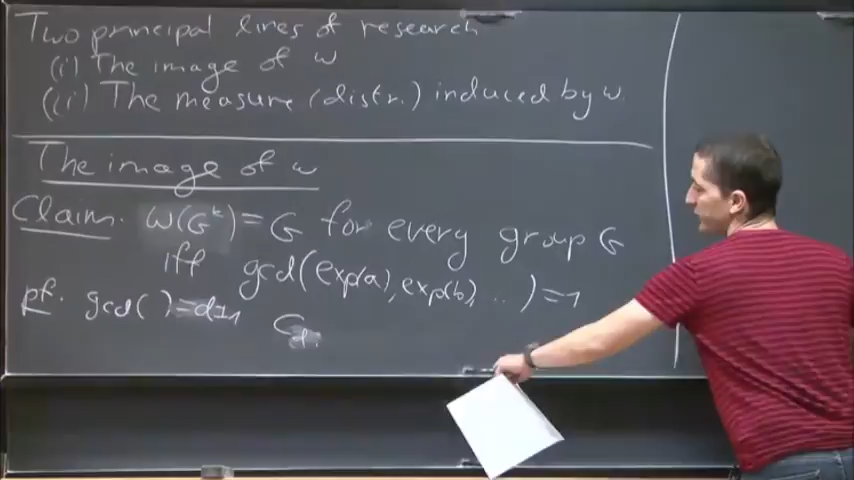 Two principal lines of research
(i) The image of w
(ii) The measure (distr.) induced by w
The image of w
Claim. w(G^k) = G for every group G
iff gcd(exp(a), exp(b), ..) = 1
pf. gcd( ) = d≠1 C_d.